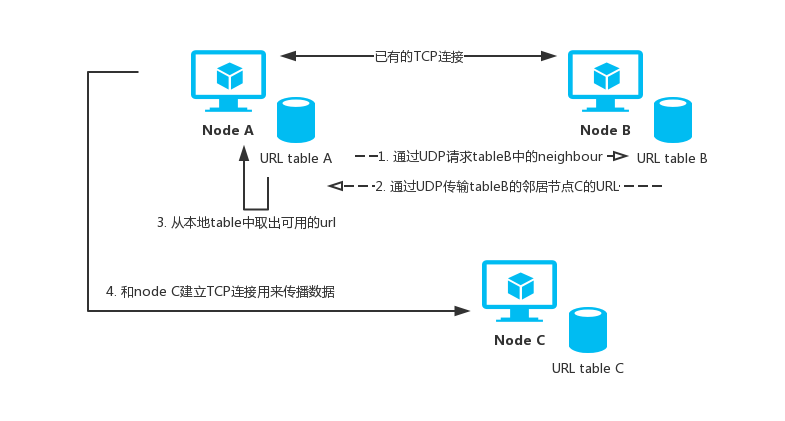 已有的TCP连接
Node A
Node B
URL table A
1. 通过UDP请求tableB中的neighbour
URL table B
2. 通过UDP传输tableB的邻居节点C的URL
3. 从本地table中取出可用的url
4. 和node C建立TCP连接用来传播数据
Node C
URL table C